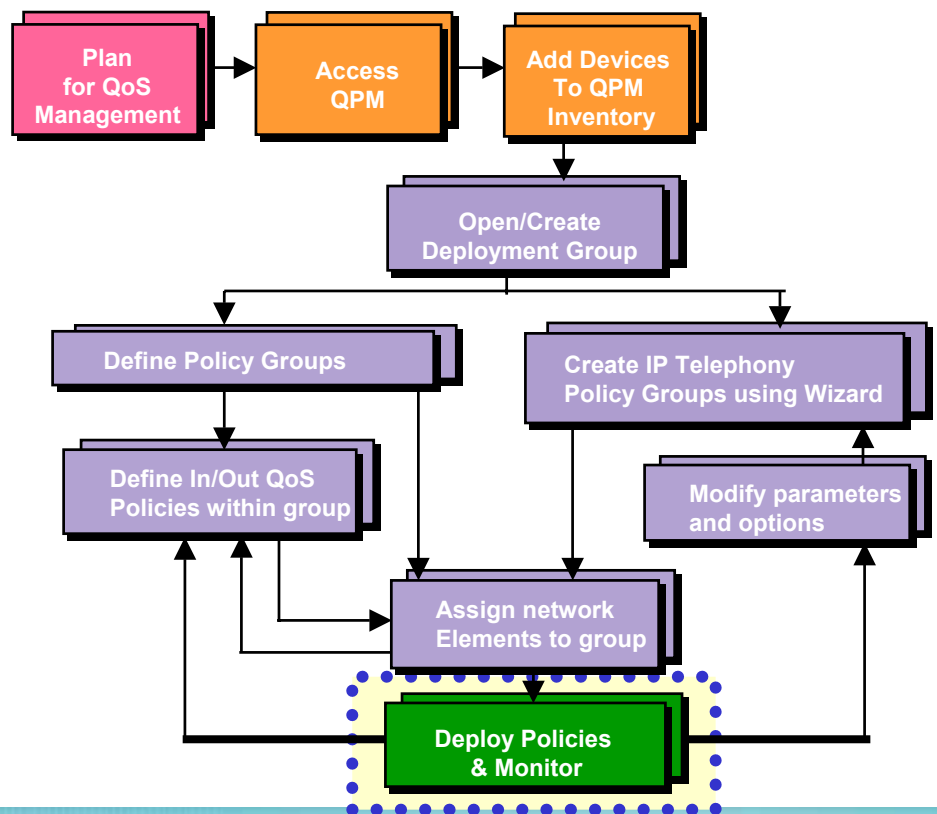 Plan
for QoS
Management
Access
QPM
Add Devices
To QPM
Inventory
Open/Create
Deployment Group
Define Policy Groups
Create IP Telephony
Policy Groups using Wizard
Define In/Out QoS
Policies within group
Modify parameters
and options
Assign network
Elements to group
Deploy Policies
& Monitor